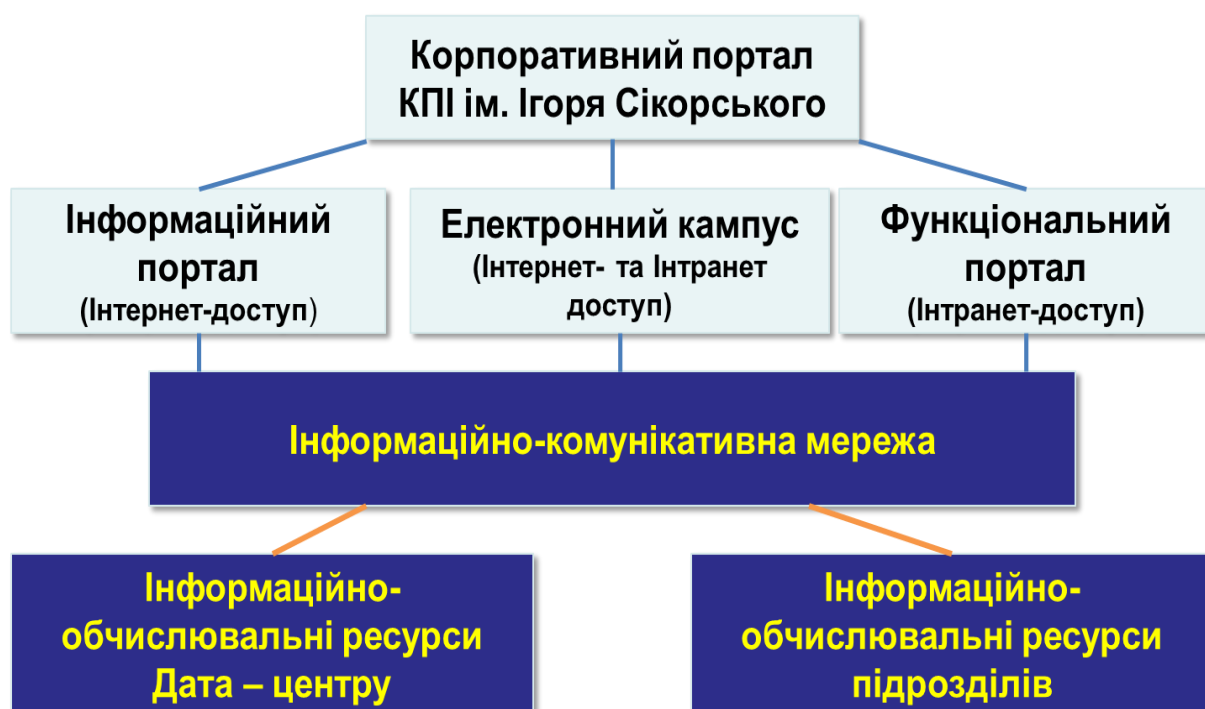 Корпоративний портал
КПІ ім. Ігоря Сікорського
Інформаційний
портал
(Інтернет-доступ)
Електронний кампус
(Інтернет- та Інтранет
доступ)
Функціональний
портал
(Інтранет-доступ)
Інформаційно-комунікативна мережа
Інформаційно-
обчислювальні ресурси
Дата – центру
Інформаційно-
обчислювальні ресурси
підрозділів